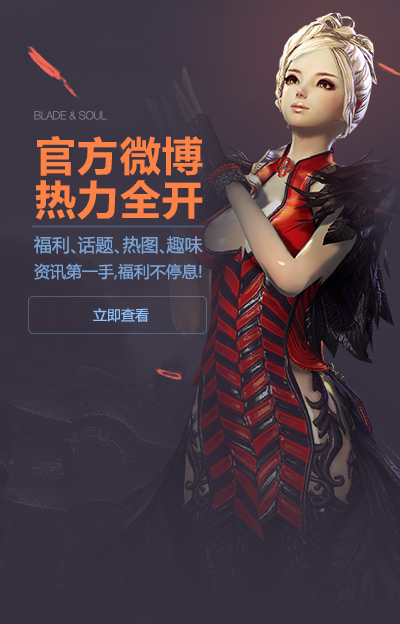 BLADE & SOUL
官方微博
热力全开
福利、话题、热图、趣味
资讯第一手,福利不停息!
立即查看